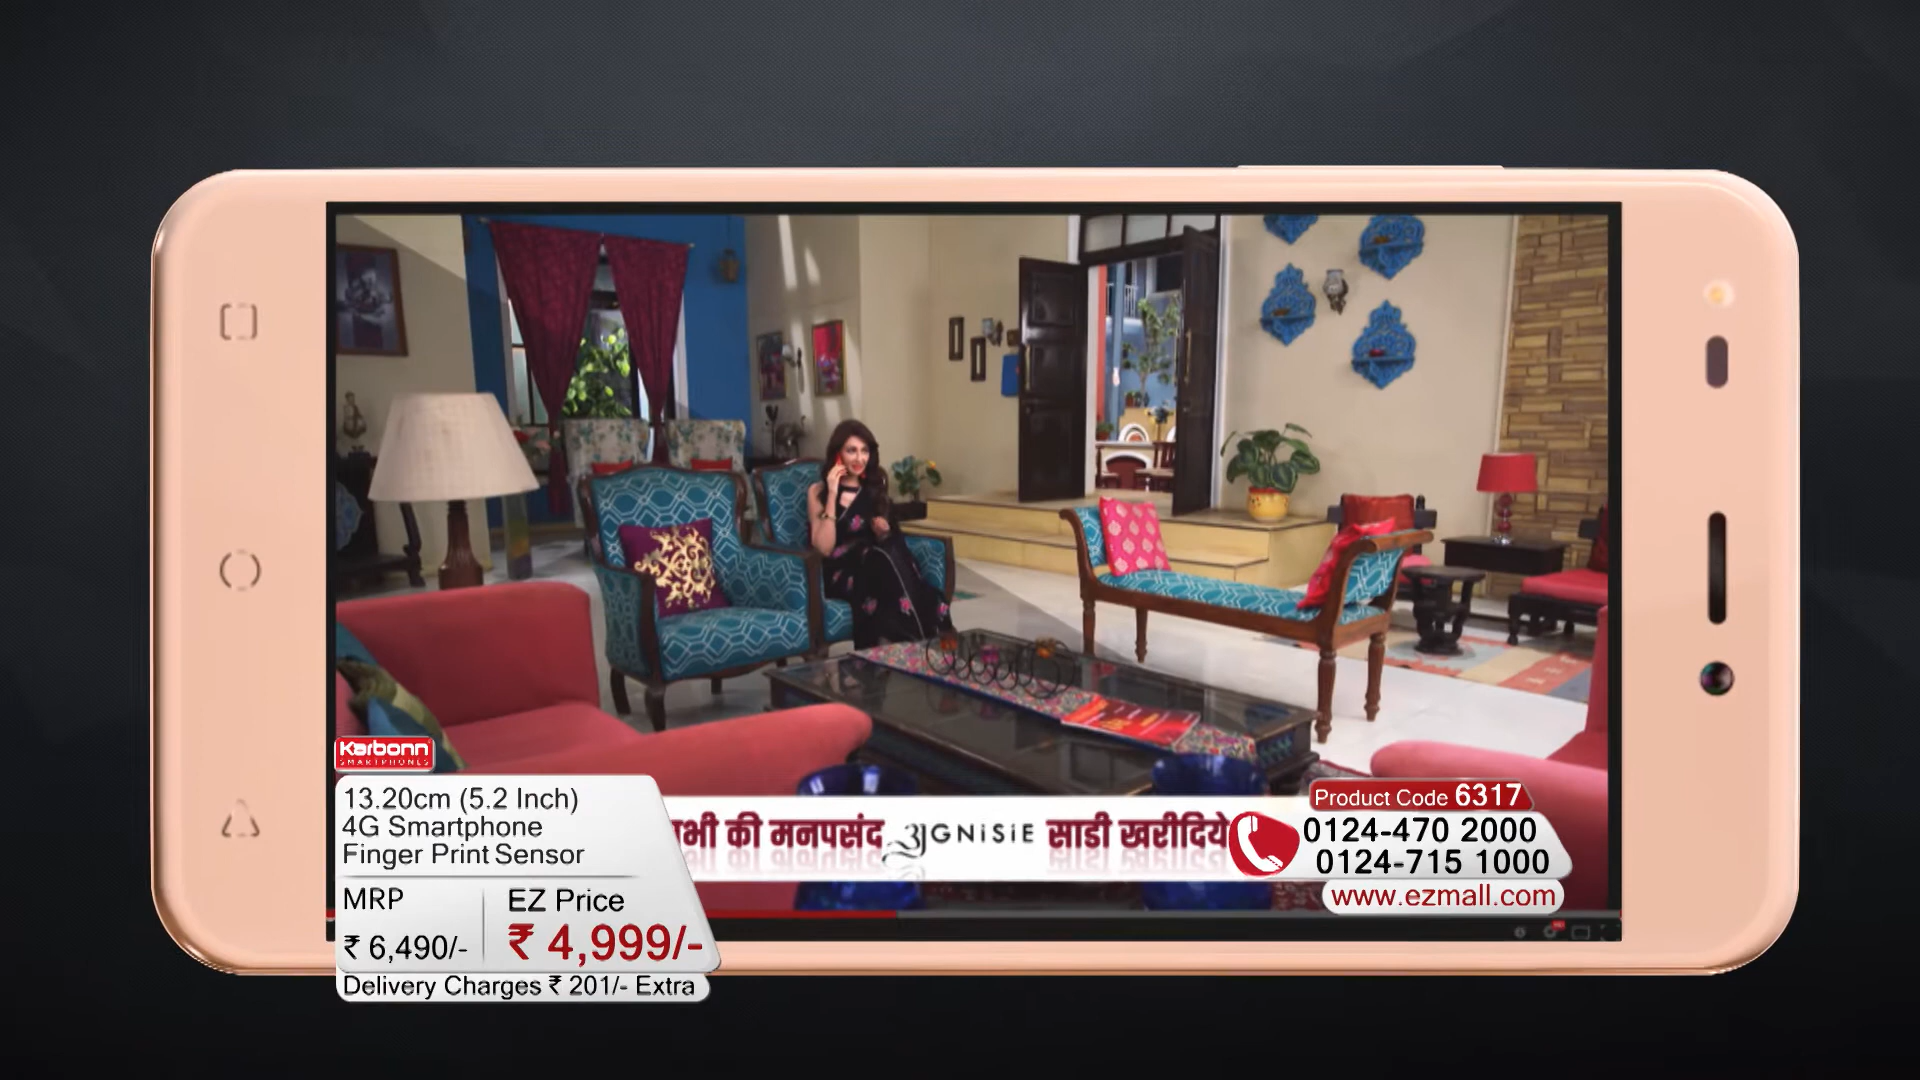 Karbonn
SMARTPHONES
13.20cm (5.2 Inch)
4G Smartphone
Finger Print Sensor
MRP
₹ 6,490/-
EZ Price
₹ 4,999/-
Delivery Charges ₹ 201/- Extra
की मनपसंद UGNiSiE साडी खरीदिये
Product Code 6317
0124-470 2000
0124-715 1000
www.ezmall.com